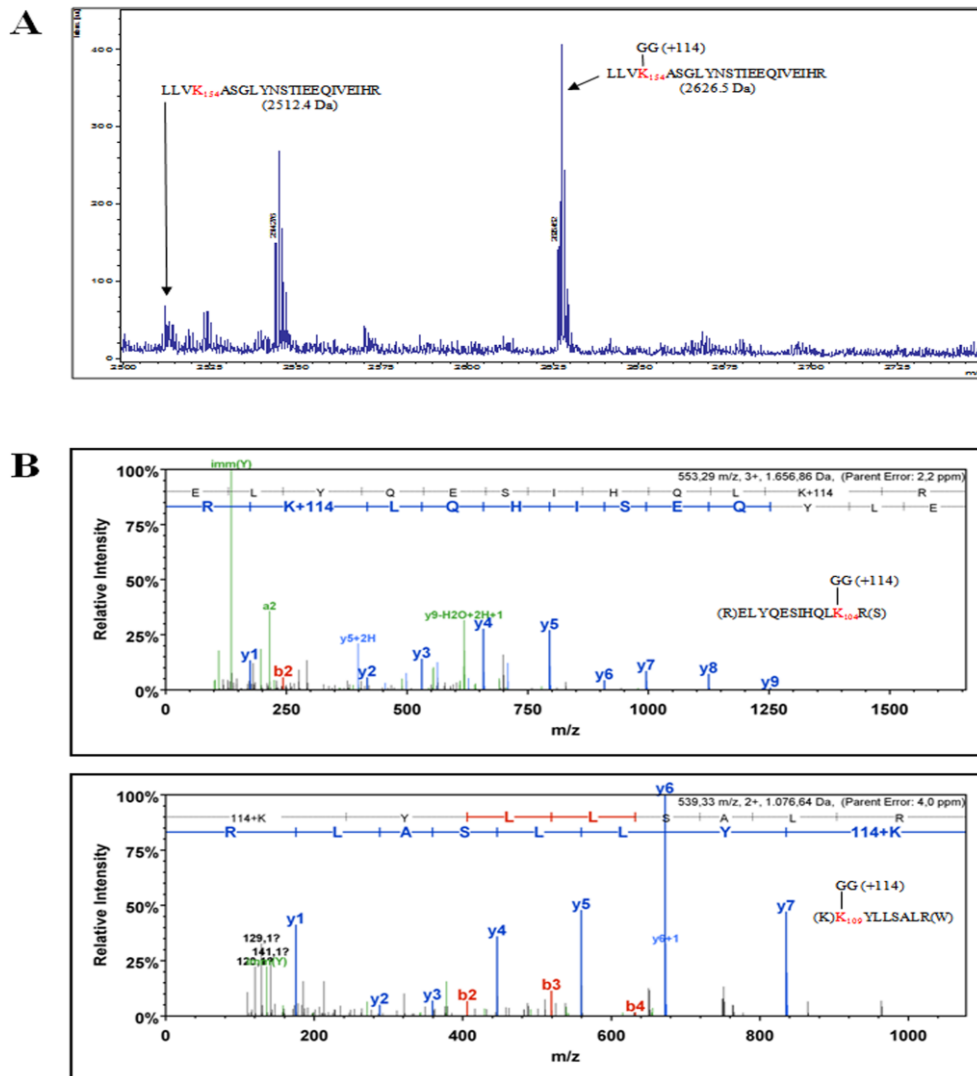 A
400
300
200
100
0
GG (+114)
LLVK154ASGLYNSTIEEQIVEIHR
(2626.5 Da)
LLVK154ASGLYNSTIEEQIVEIHR
(2512.4 Da)
B
100%
75%
50%
25%
0%
Relative Intensity
imm(Y)
553,29 m/z, 3+, 1.656,86 Da, (Parent Error: 2,2 ppm)
E L Y Q E S I H Q L K+114 R
R K+114 L Q H I S E Q Y L E
GG (+114)
(R)ELYQESIHQLK104R(S)
a2
y9-H2O+2H+1
y5+2H
y1 b2 y2 y3 y4 y5 y6 y7 y8 y9
0 250 500 750 1000 1250 1500
m/z
100%
75%
50%
25%
0%
Relative Intensity
y6
539,33 m/z, 2+, 1.076,64 Da, (Parent Error: 4,0 ppm)
114+K Y L L S A L R
R L A S L L Y 114+K
GG (+114)
(K)K109YLLSALR(W)
129,1?
141,1?
imm(Y)
y6+1
y1 y2 y3 y4 b2 b3 y5 b4 y7
0 200 400 600 800 1000
m/z